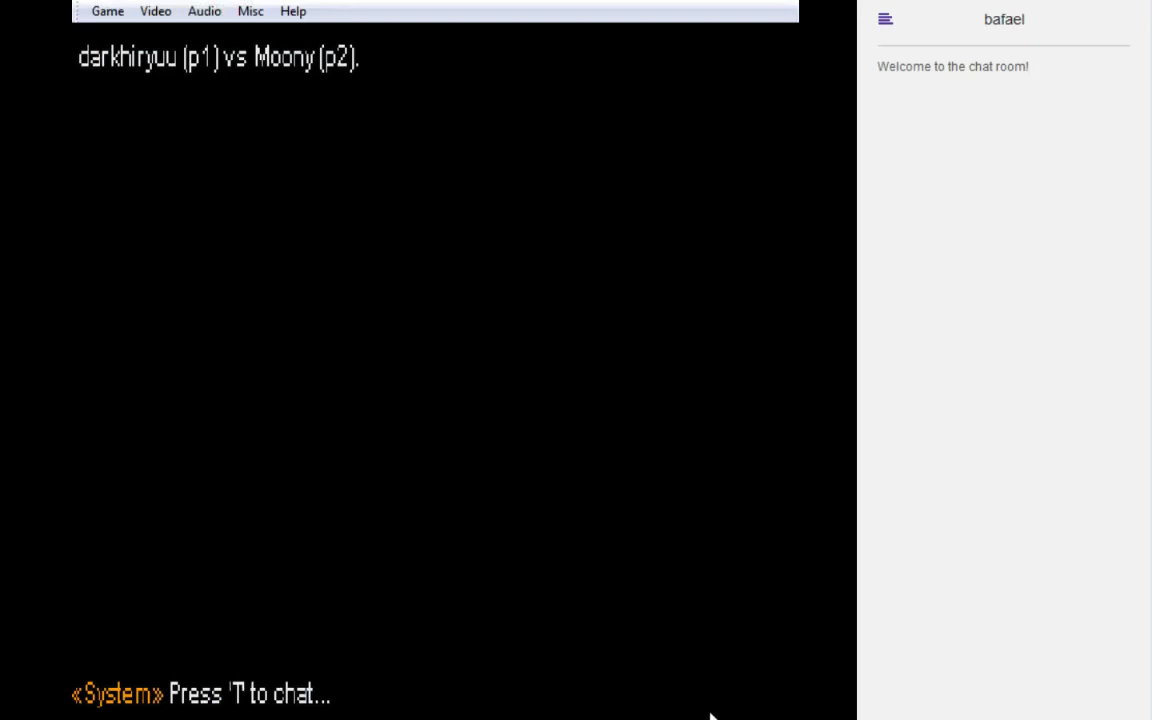 Game Video Audio Misc Help
bafael
darkhiryuu (p1) vs Moony (p2).
Welcome to the chat room!
«System» Press 'T' to chat...